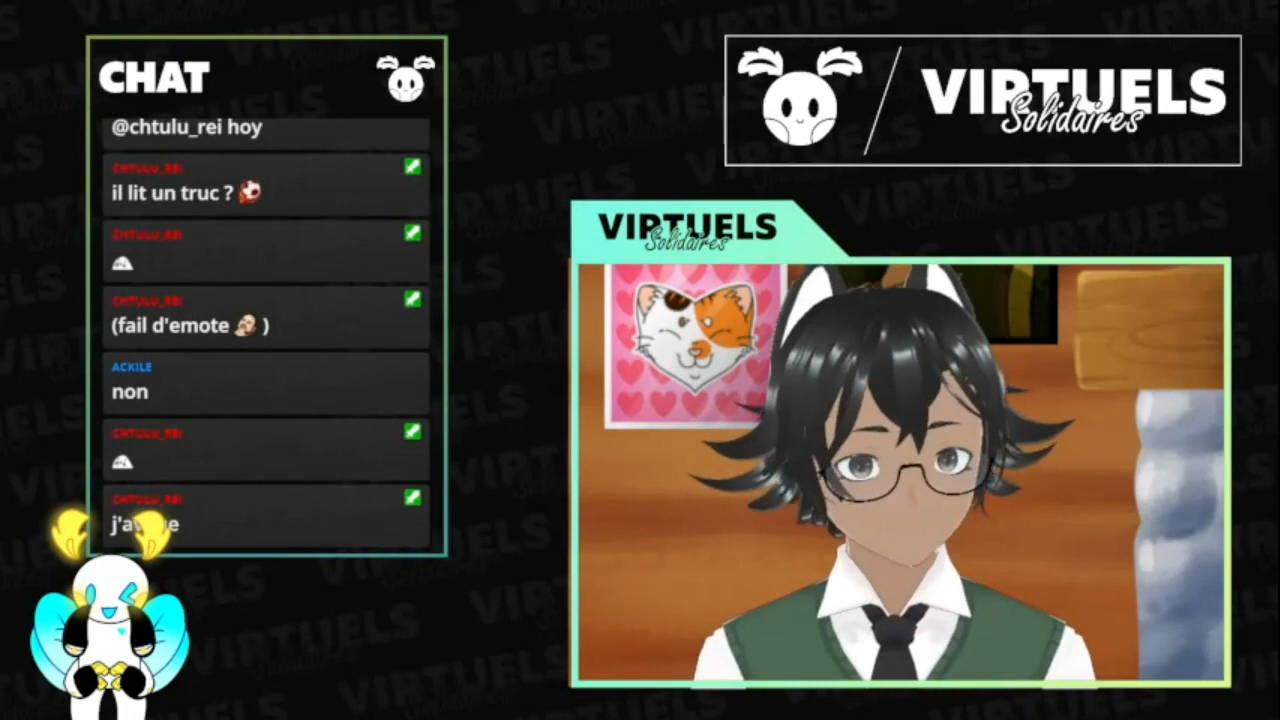 CHAT
@chtulu_rei hoy
CHTULU_REI
il lit un truc ?
CHTULU_REI
CHTULU_REI
(fail d'emote )
ACKILE
non
CHTULU_REI
CHTULU_REI
VIRTUELS
Solidaires
VIRTUELS
Solidaires